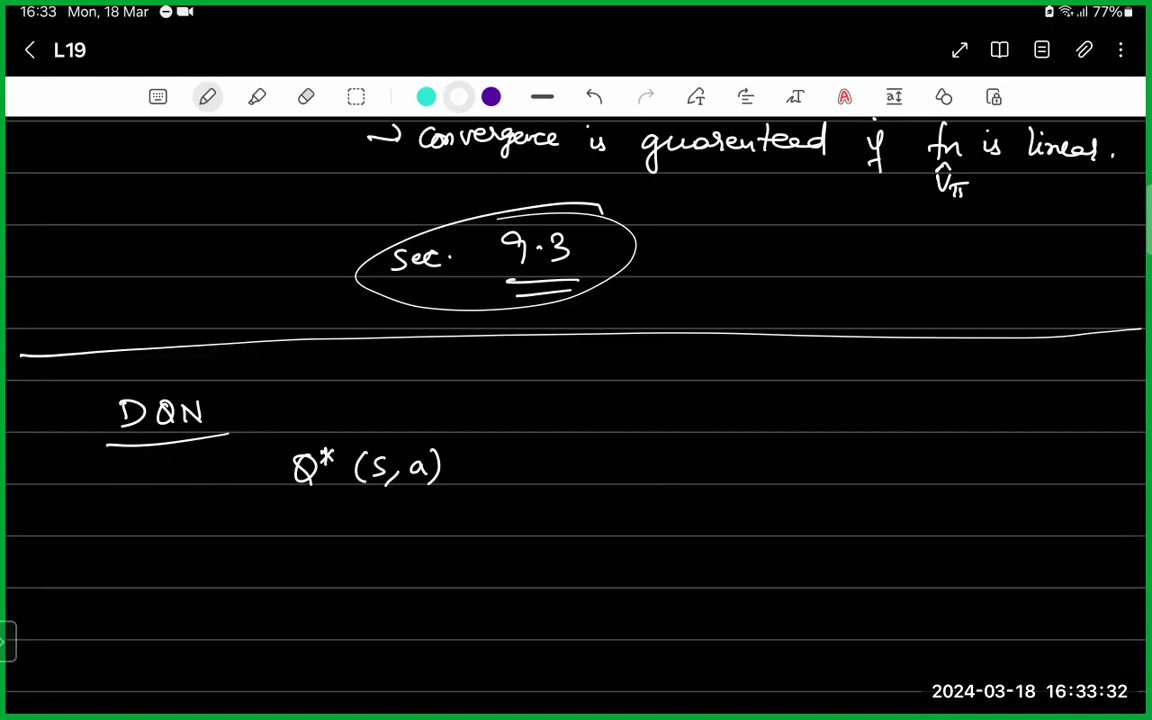 16:33 Mon, 18 Mar 77%
L19
→ Convergence is guarenteed if fn is linear.
V̂π
Sec. 9.3
DQN
Q* (s, a)
2024-03-18 16:33:32